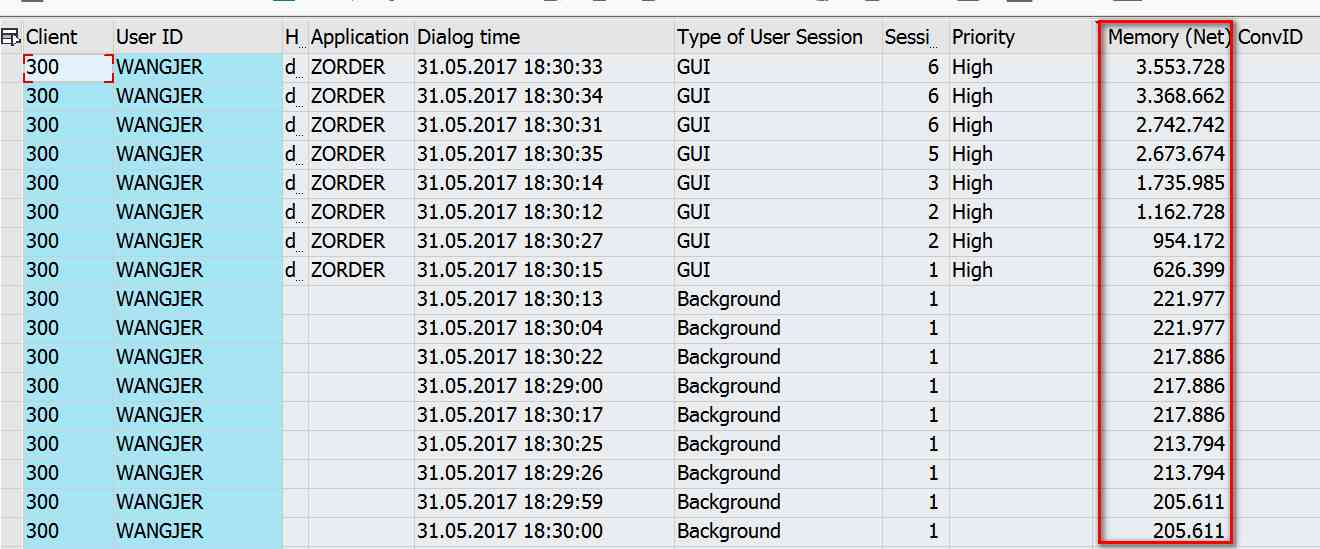 Client User ID H.. Application Dialog time Type of User Session Sessi.. Priority Memory (Net) ConvID
300 WANGJER d.. ZORDER 31.05.2017 18:30:33 GUI 6 High 3.553.728
300 WANGJER d.. ZORDER 31.05.2017 18:30:34 GUI 6 High 3.368.662
300 WANGJER d.. ZORDER 31.05.2017 18:30:31 GUI 6 High 2.742.742
300 WANGJER d.. ZORDER 31.05.2017 18:30:35 GUI 5 High 2.673.674
300 WANGJER d.. ZORDER 31.05.2017 18:30:14 GUI 3 High 1.735.985
300 WANGJER d.. ZORDER 31.05.2017 18:30:12 GUI 2 High 1.162.728
300 WANGJER d.. ZORDER 31.05.2017 18:30:27 GUI 2 High 954.172
300 WANGJER d.. ZORDER 31.05.2017 18:30:15 GUI 1 High 626.399
300 WANGJER 31.05.2017 18:30:13 Background 1 221.977
300 WANGJER 31.05.2017 18:30:04 Background 1 221.977
300 WANGJER 31.05.2017 18:30:22 Background 1 217.886
300 WANGJER 31.05.2017 18:29:00 Background 1 217.886
300 WANGJER 31.05.2017 18:30:17 Background 1 217.886
300 WANGJER 31.05.2017 18:30:25 Background 1 213.794
300 WANGJER 31.05.2017 18:29:26 Background 1 213.794
300 WANGJER 31.05.2017 18:29:59 Background 1 205.611
300 WANGJER 31.05.2017 18:30:00 Background 1 205.611